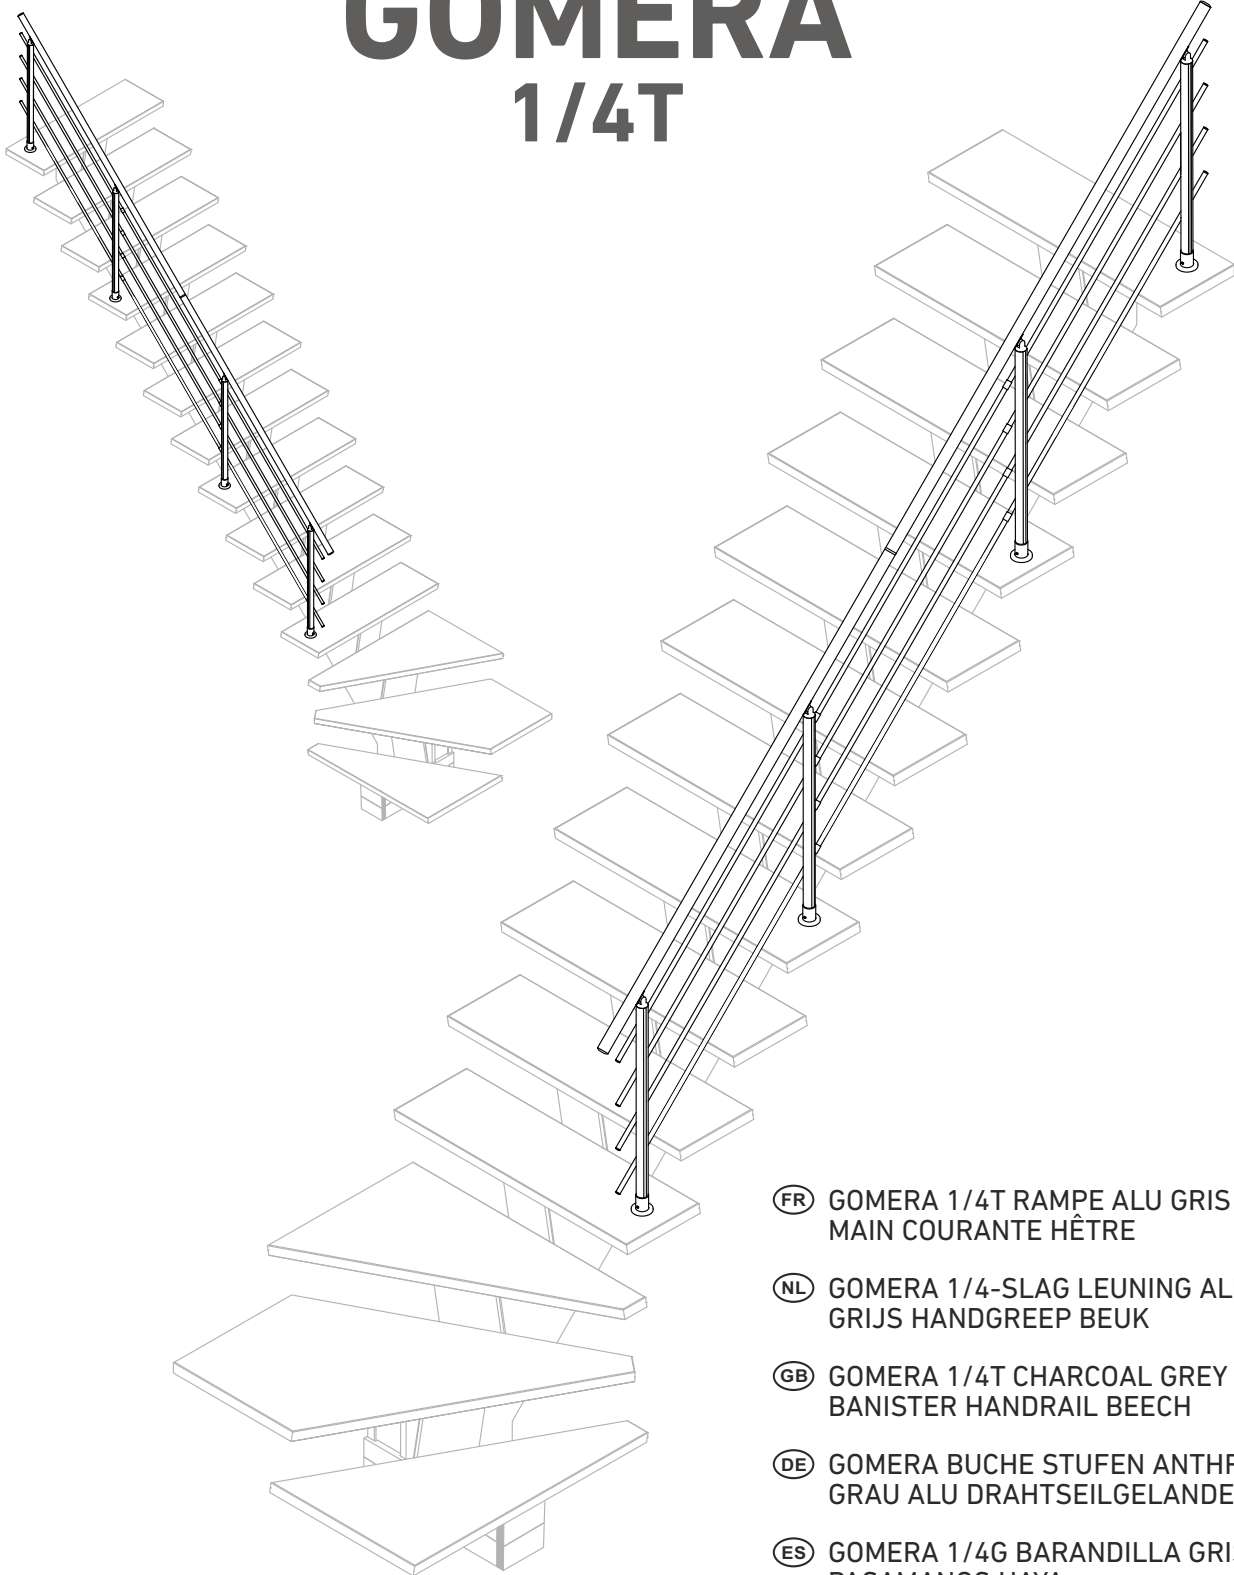 GOMERA
1/4T
FR GOMERA 1/4T RAMPE ALU GRIS
MAIN COURANTE HÊTRE
NL GOMERA 1/4-SLAG LEUNING AL
GRIJS HANDGREEP BEUK
GB GOMERA 1/4T CHARCOAL GREY
BANISTER HANDRAIL BEECH
DE GOMERA BUCHE STUFEN
GRAU ALU DRAHTSEILGELANDE
ES GOMERA 1/4G BARANDILLA